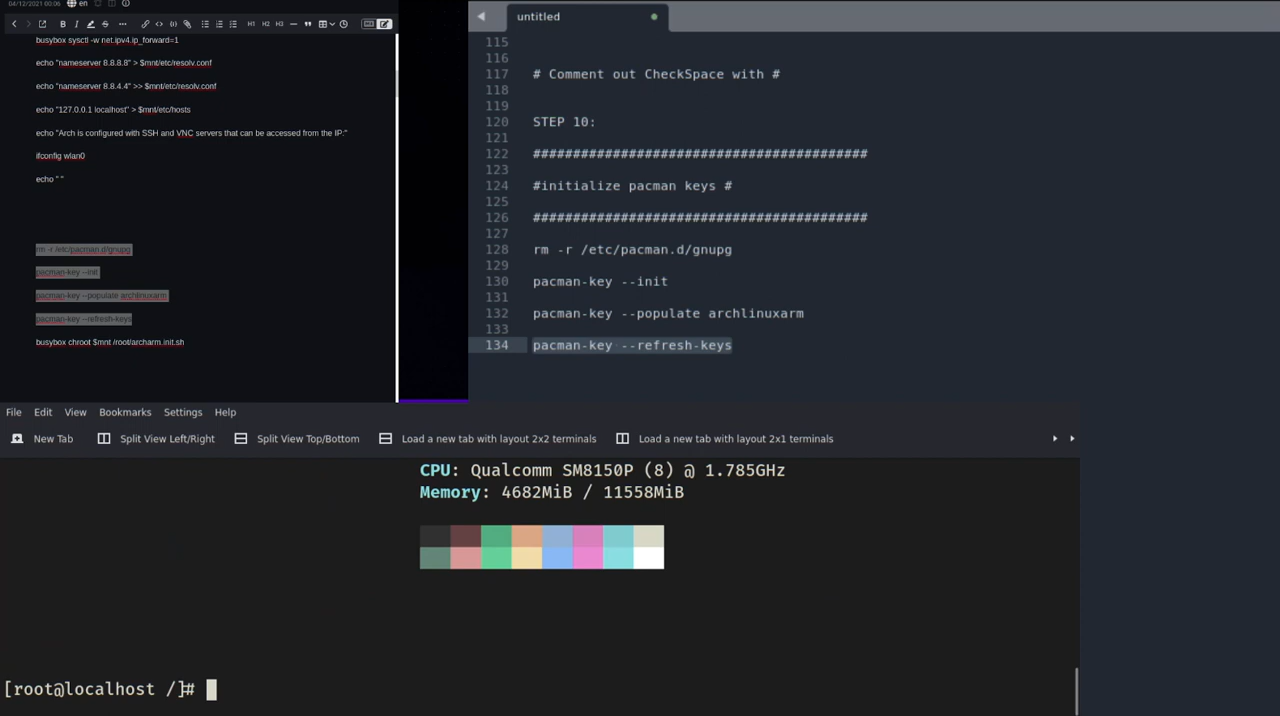 04/12/2021 00:06 en
B I S ... H1 H2 H3
busybox sysctl -w net.ipv4.ip_forward=1
echo "nameserver 8.8.8.8" > $mnt/etc/resolv.conf
echo "nameserver 8.8.4.4" >> $mnt/etc/resolv.conf
echo "127.0.0.1 localhost" > $mnt/etc/hosts
echo "Arch is configured with SSH and VNC servers that can be accessed from the IP:"
ifconfig wlan0
echo " "
rm -r /etc/pacman.d/gnupg
pacman-key --init
pacman-key --populate archlinuxarm
pacman-key --refresh-keys
busybox chroot $mnt /root/archarm.init.sh
untitled
115
116
117 # Comment out CheckSpace with #
118
119
120 STEP 10:
121
122 ##########################################
123
124 #initialize pacman keys #
125
126 ##########################################
127
128 rm -r /etc/pacman.d/gnupg
129
130 pacman-key --init
131
132 pacman-key --populate archlinuxarm
133
134 pacman-key --refresh-keys
File Edit View Bookmarks Settings Help
New Tab Split View Left/Right Split View Top/Bottom Load a new tab with layout 2x2 terminals Load a new tab with layout 2x1 terminals
CPU: Qualcomm SM8150P (8) @ 1.785GHz
Memory: 4682MiB / 11558MiB
[root@localhost /]#